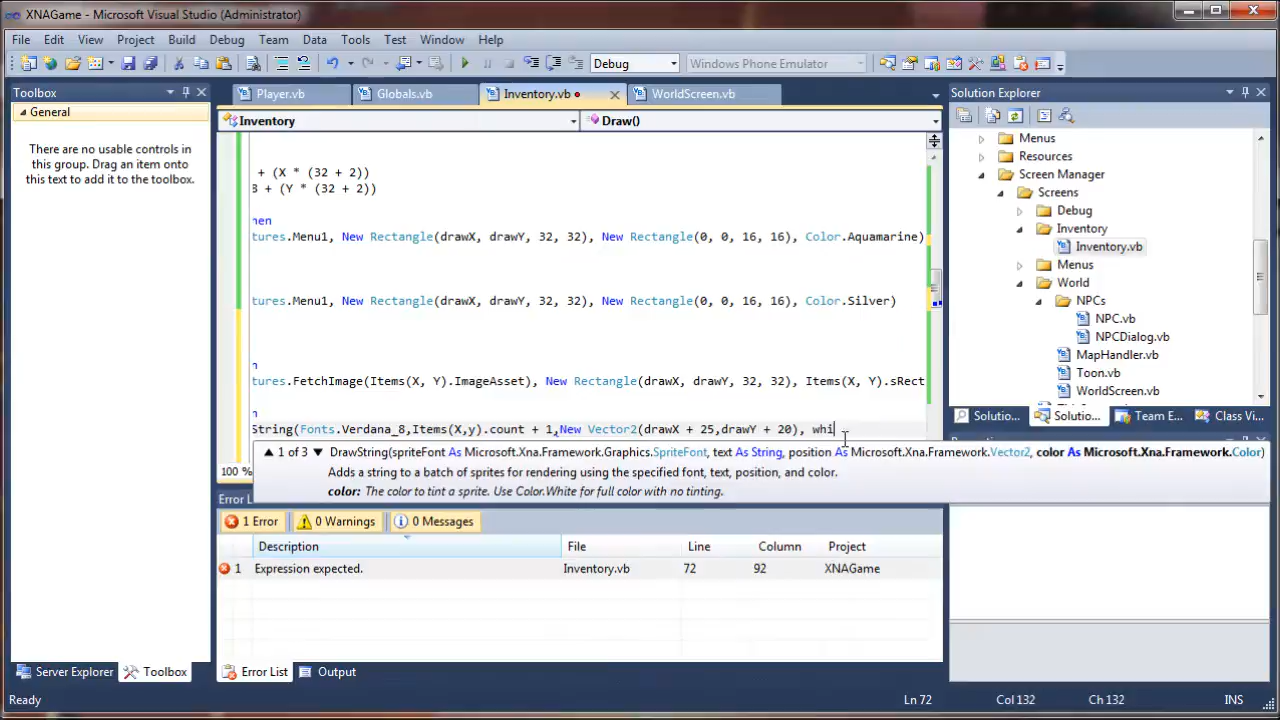 XNAGame - Microsoft Visual Studio (Administrator)
File Edit View Project Build Debug Team Data Tools Test Window Help
Debug Windows Phone Emulator
Toolbox
General
There are no usable controls in
this group. Drag an item onto
this text to add it to the toolbox.
Player.vb Globals.vb Inventory.vb WorldScreen.vb
Inventory Draw()
+ (X * (32 + 2))
+ (Y * (32 + 2))
hen
tures.Menu1, New Rectangle(drawX, drawY, 32, 32), New Rectangle(0, 0, 16, 16), Color.Aquamarine)
tures.Menu1, New Rectangle(drawX, drawY, 32, 32), New Rectangle(0, 0, 16, 16), Color.Silver)
n
tures.FetchImage(Items(X, Y).ImageAsset), New Rectangle(drawX, drawY, 32, 32), Items(X, Y).sRect
n
String(Fonts.Verdana_8,Items(X,y).count + 1,New Vector2(drawX + 25,drawY + 20), whi
1 of 3 DrawString(spriteFont As Microsoft.Xna.Framework.Graphics.SpriteFont, text As String, position As Microsoft.Xna.Framework.Vector2, color As Microsoft.Xna.Framework.Color)
Adds a string to a batch of sprites for rendering using the specified font, text, position, and color.
color: The color to tint a sprite. Use Color.White for full color with no tinting.
100 %
Error L
1 Error 0 Warnings 0 Messages
Description File Line Column Project
1 Expression expected. Inventory.vb 72 92 XNAGame
Solution Explorer
Menus
Resources
Screen Manager
Screens
Debug
Inventory
Inventory.vb
Menus
World
NPCs
NPC.vb
NPCDialog.vb
MapHandler.vb
Toon.vb
WorldScreen.vb
Solutio... Solutio... Team E... Class Vi...
Server Explorer Toolbox Error List Output
Ready Ln 72 Col 132 Ch 132 INS